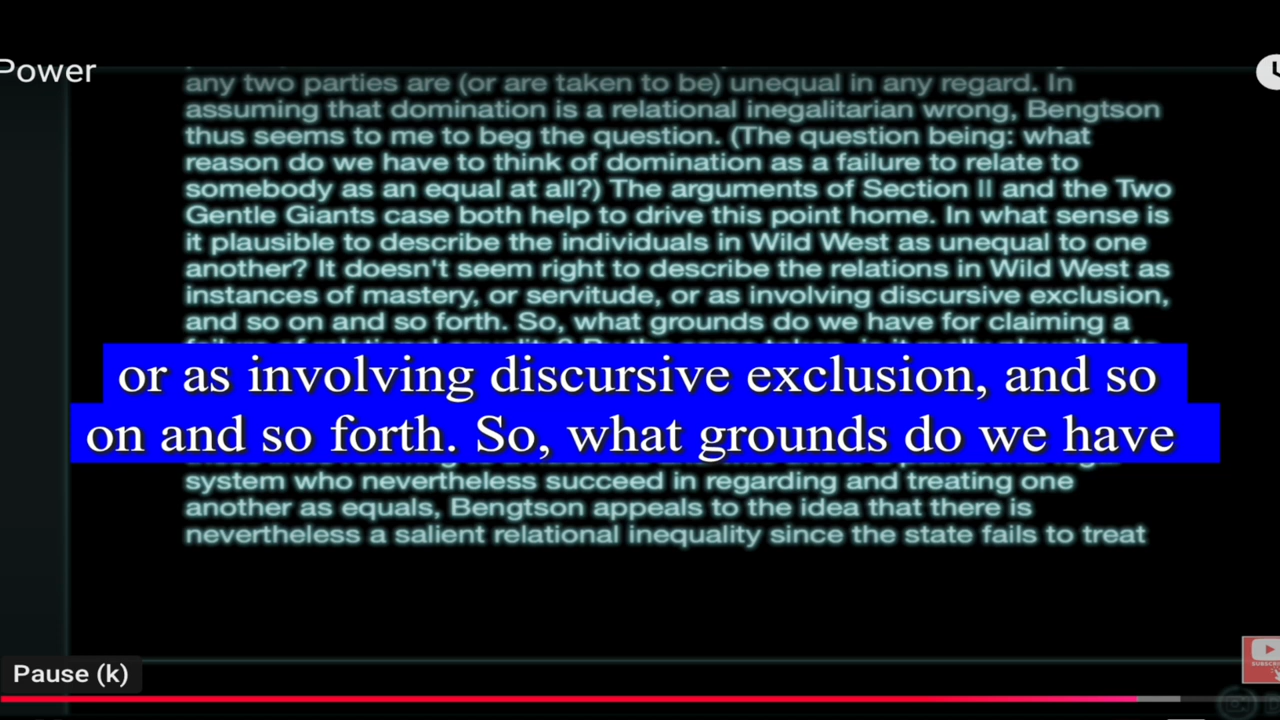 Power
any two parties are (or are taken to be) unequal in any regard. In
assuming that domination is a relational inegalitarian wrong, Bengtson
thus seems to me to beg the question. (The question being: what
reason do we have to think of domination as a failure to relate to
somebody as an equal at all?) The arguments of Section II and the Two
Gentle Giants case both help to drive this point home. In what sense is
it plausible to describe the individuals in Wild West as unequal to one
another? It doesn't seem right to describe the relations in Wild West as
instances of mastery, or servitude, or as involving discursive exclusion,
and so on and so forth. So, what grounds do we have for claiming a
or as involving discursive exclusion, and so
on and so forth. So, what grounds do we have
system who nevertheless succeed in regarding and treating one
another as equals, Bengtson appeals to the idea that there is
nevertheless a salient relational inequality since the state fails to treat
Pause (k)